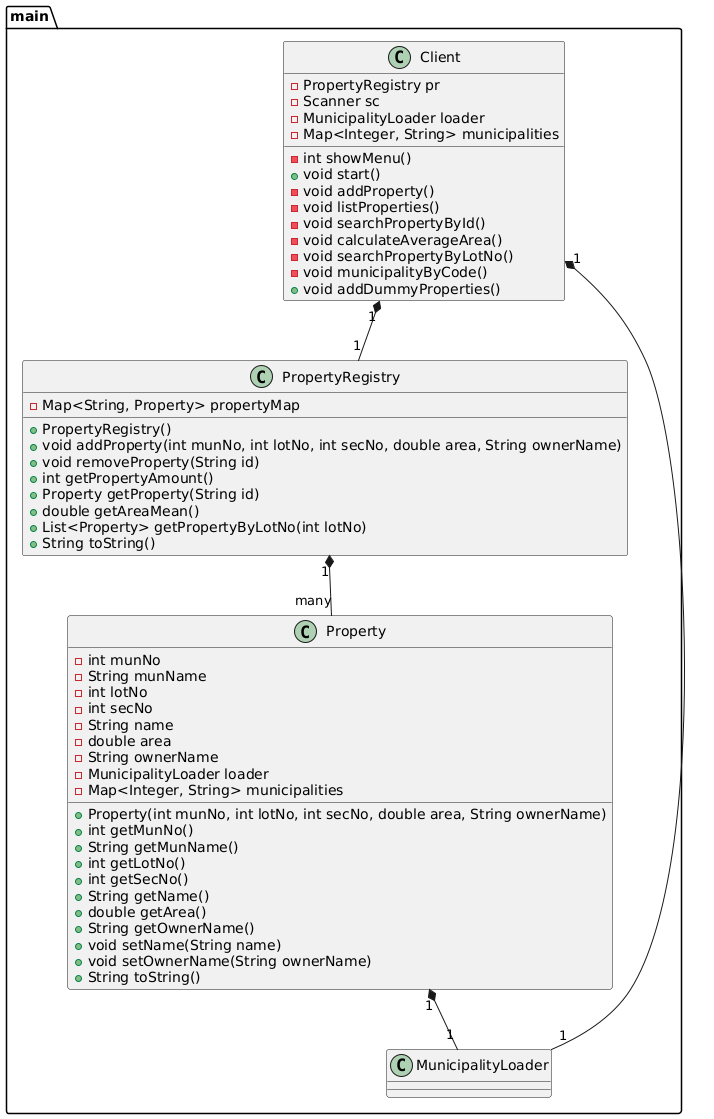 main
C Client
PropertyRegistry pr
Scanner sc
MunicipalityLoader loader
Map<Integer, String> municipalities
int showMenu()
void start()
void addProperty()
void listProperties()
void searchPropertyById()
void calculateAverageArea()
void searchPropertyByLotNo()
void municipalityByCode()
void addDummyProperties()
1
1
1
C PropertyRegistry
Map<String, Property> propertyMap
PropertyRegistry()
void addProperty(int munNo, int lotNo, int secNo, double area, String ownerName)
void removeProperty(String id)
int getPropertyAmount()
Property getProperty(String id)
double getAreaMean()
List<Property> getPropertyByLotNo(int lotNo)
String toString()
1
many
C Property
int munNo
String munName
int lotNo
int secNo
String name
double area
String ownerName
MunicipalityLoader loader
Map<Integer, String> municipalities
Property(int munNo, int lotNo, int secNo, double area, String ownerName)
int getMunNo()
String getMunName()
int getLotNo()
int getSecNo()
String getName()
double getArea()
String getOwnerName()
void setName(String name)
void setOwnerName(String ownerName)
String toString()
1
1
1
C MunicipalityLoader